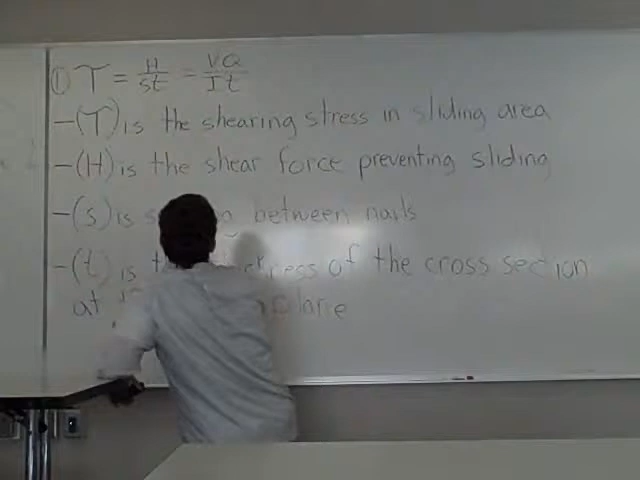 ① τ = H/st = VQ/It
-(τ) is the shearing stress in sliding area
-(H) is the shear force preventing sliding
-(s) is between nails
-(t) is of the cross section
at